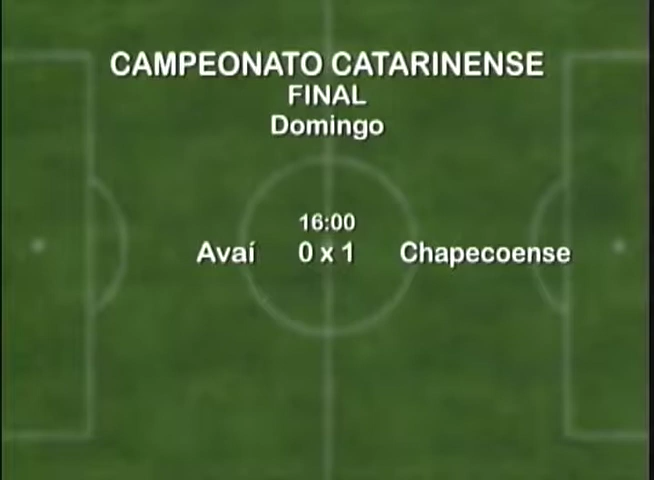 CAMPEONATO CATARINENSE
FINAL
Domingo
16:00
Avaí 0 x 1 Chapecoense